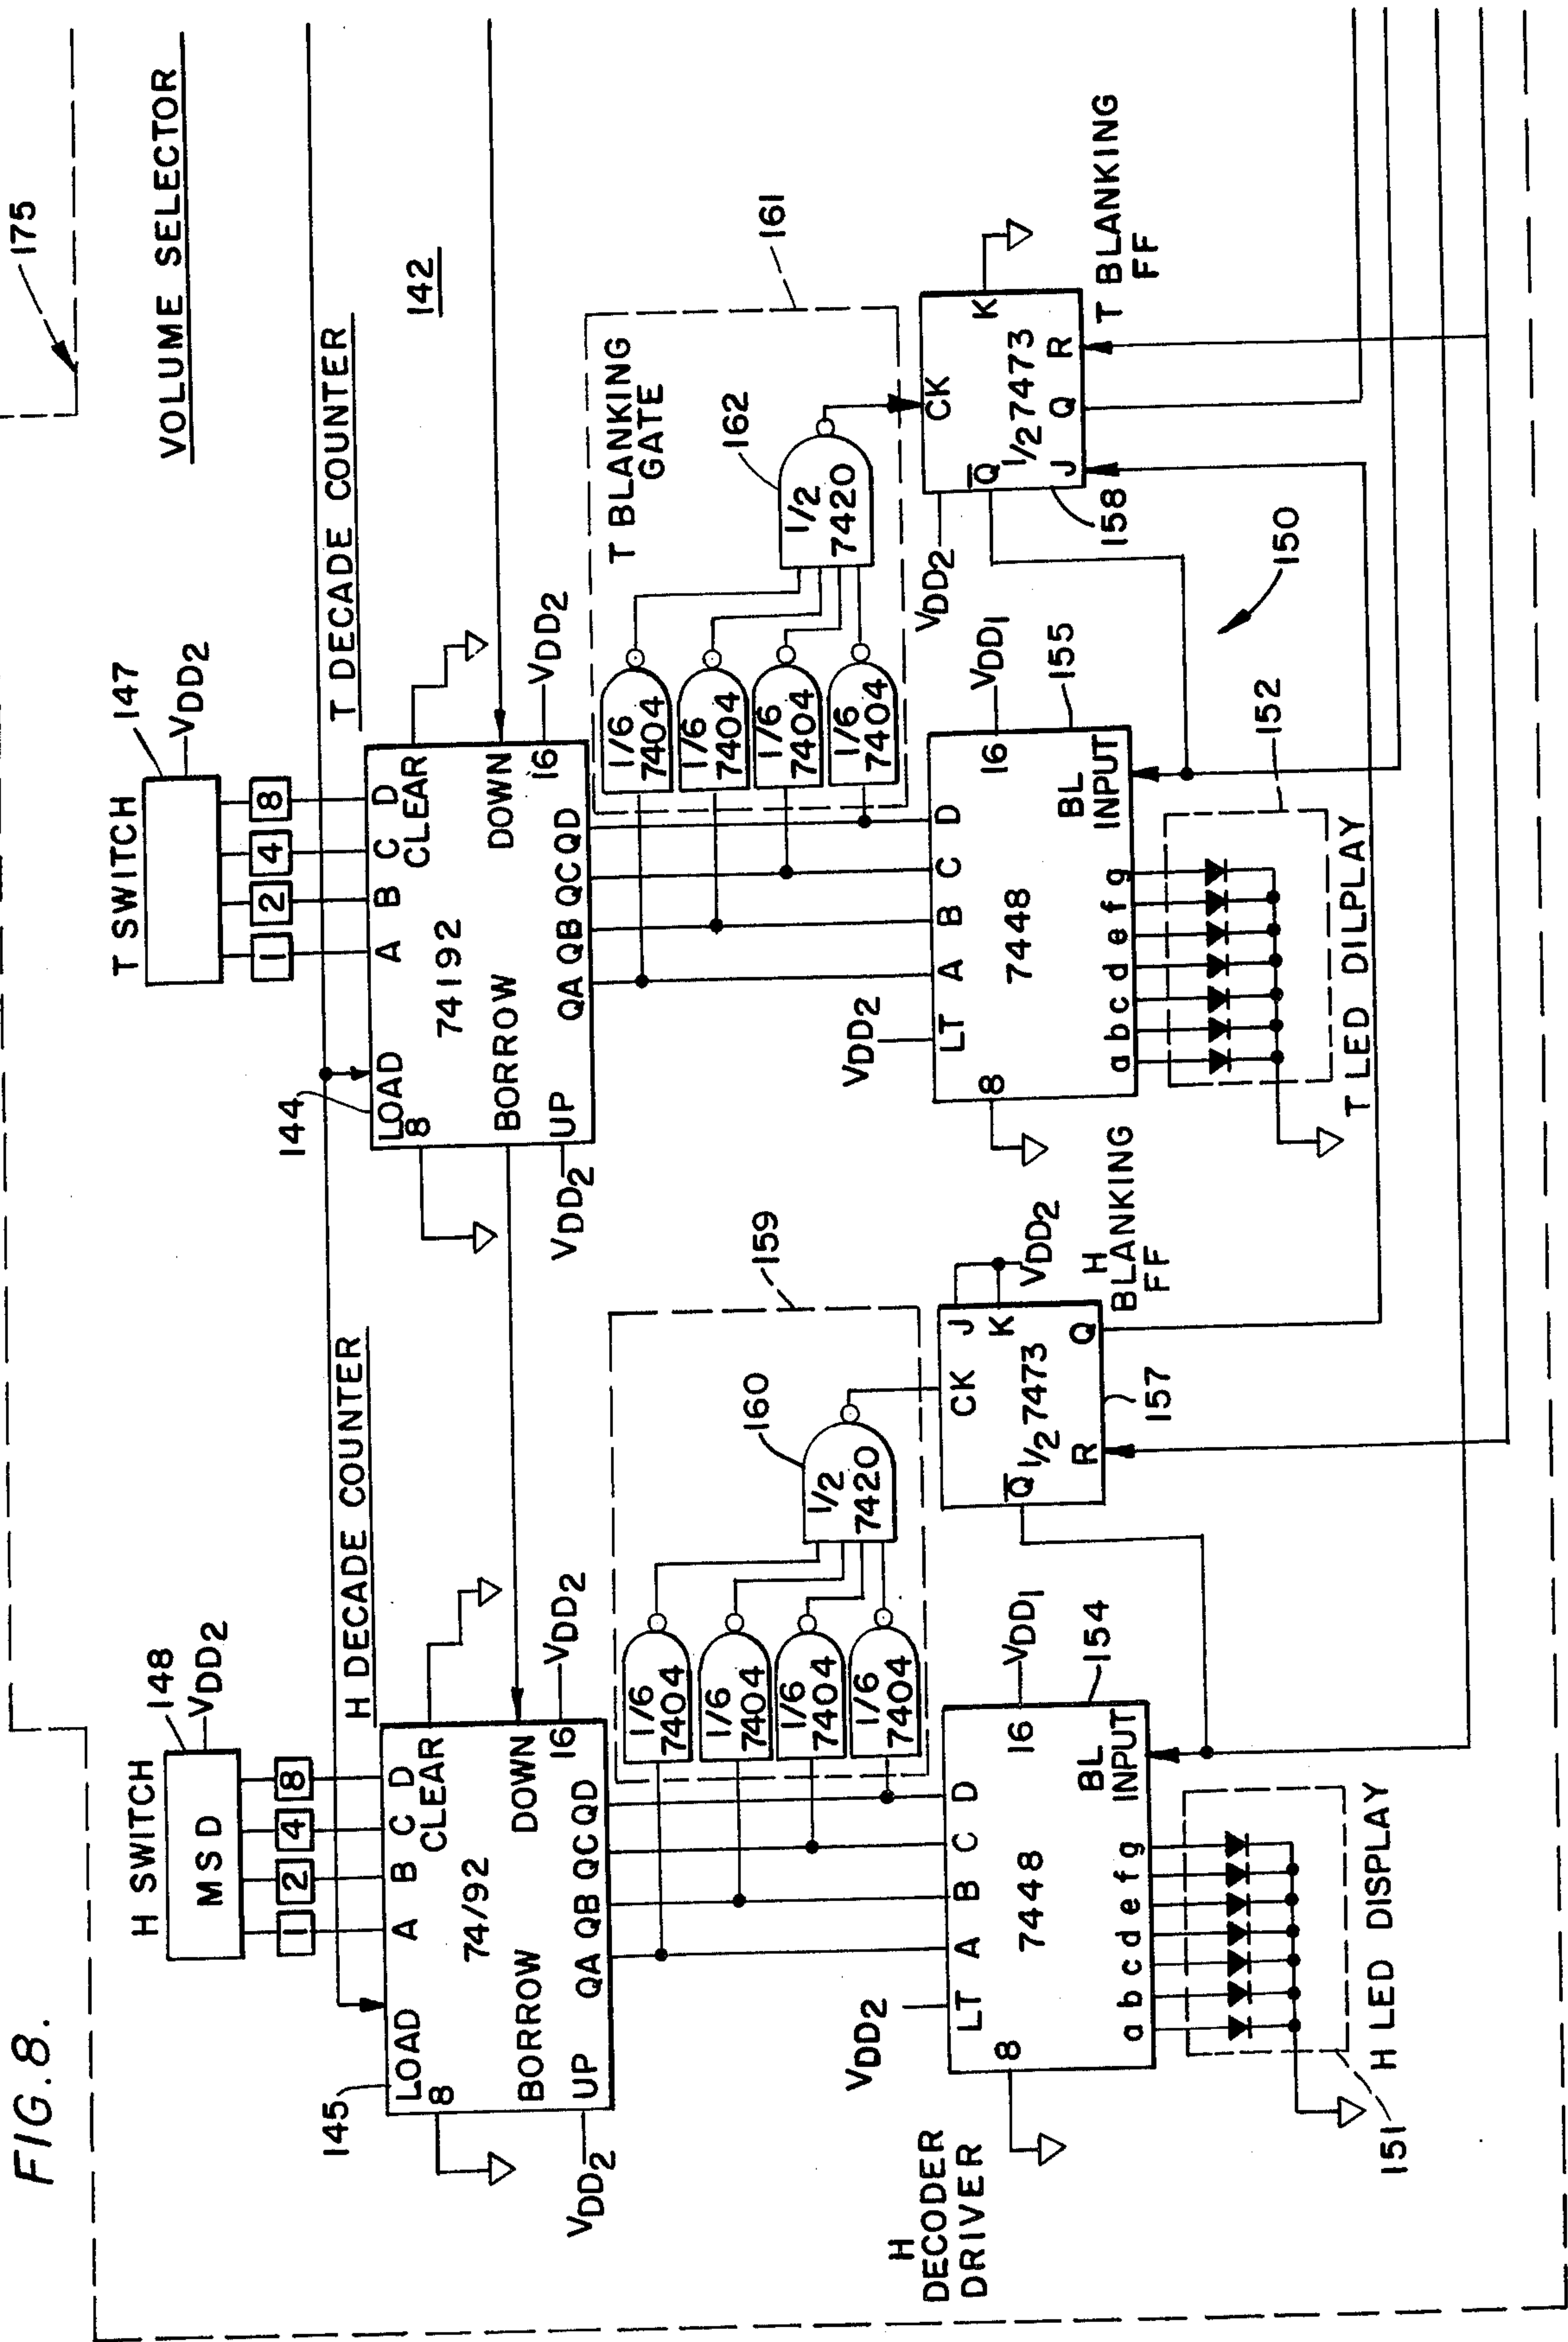 FIG.8.
175
VOLUME SELECTOR
H SWITCH
148
MSD
VDD2
1 2 4 8
T SWITCH
147
VDD2
1 2 4 8
H DECADE COUNTER
T DECADE COUNTER
142
145
LOAD A B C D
8 CLEAR
74/92
BORROW DOWN
UP 16
QA QB QC QD
VDD2
VDD2
144
LOAD A B C D
8 CLEAR
74192
BORROW DOWN
UP 16
QA QB QC QD
VDD2
VDD2
159
1/6
7404
1/6
7404
1/6
7404
1/6
7404
160
1/2
7420
161
T BLANKING
GATE
1/6
7404
1/6
7404
1/6
7404
1/6
7404
162
1/2
7420
H
DECODER
DRIVER
VDD2
LT A B C D
8 16
7448
BL
INPUT
a b c d e f g
VDD1
154
CK J
K
Q̅ 1/2 7473
R Q
VDD2
157
H
BLANKING
FF
VDD2
LT A B C D
8 16
7448
BL
INPUT
a b c d e f g
VDD1
155
VDD2
CK K
Q̅ 1/2 7473
J Q R
158
T BLANKING
FF
150
151
H LED DISPLAY
152
T LED DILPLAY